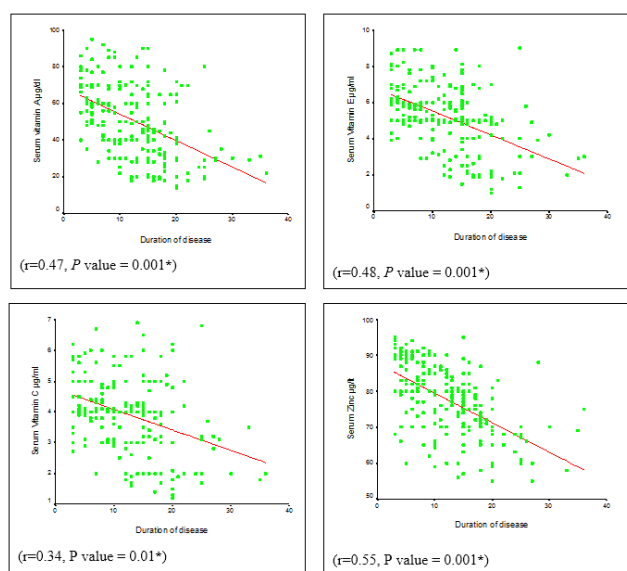 100
80
60
40
20
0
Serum vitamin Aμg/dl
0 10 20 30 40
Duration of disease
(r=0.47, P value = 0.001*)
10
8
6
4
2
0
Serum Vitamin Eμg/ml
0 10 20 30 40
Duration of disease
(r=0.48, P value = 0.001*)
7
6
5
4
3
2
1
Serum Vitamin C μg/ml
0 10 20 30 40
Duration of disease
(r=0.34, P value = 0.01*)
100
90
80
70
60
50
Serum Zinc μg/t
0 10 20 30 40
Duration of disease
(r=0.55, P value = 0.001*)